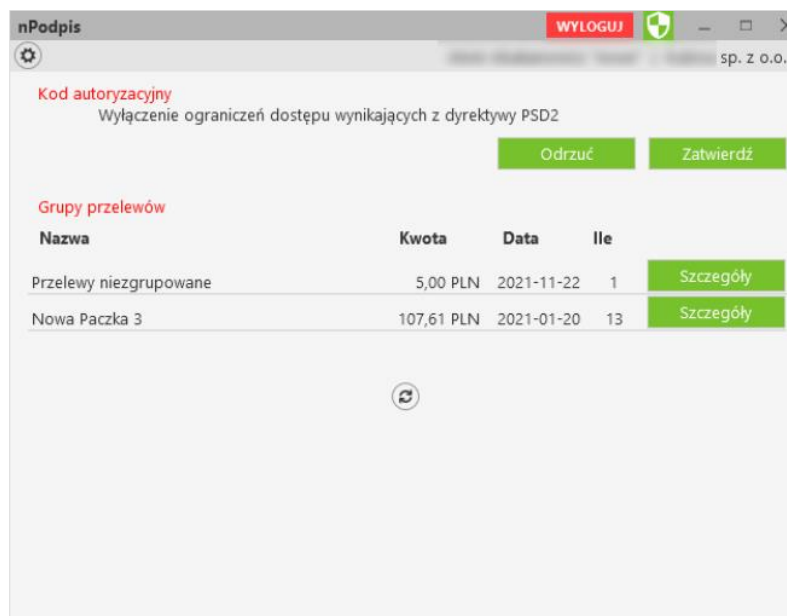 nPodpis WYLOGUJ
sp. z o.o.
Kod autoryzacyjny
Wyłączenie ograniczeń dostępu wynikających z dyrektywy PSD2
Odrzuć Zatwierdź
Grupy przelewów
Nazwa Kwota Data Ile
Przelewy niezgrupowane 5,00 PLN 2021-11-22 1 Szczegóły
Nowa Paczka 3 107,61 PLN 2021-01-20 13 Szczegóły